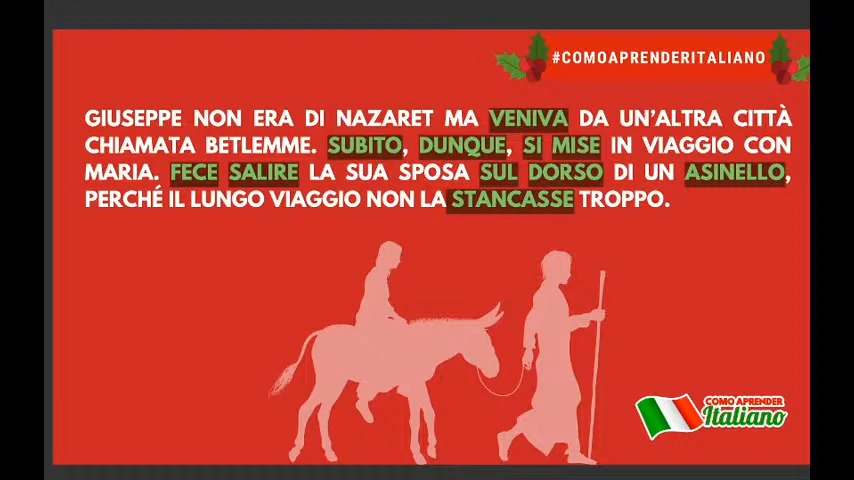 #COMOAPRENDERITALIANO
GIUSEPPE NON ERA DI NAZARET MA VENIVA DA UN’ALTRA CITTÀ
CHIAMATA BETLEMME. SUBITO, DUNQUE, SI MISE IN VIAGGIO CON
MARIA. FECE SALIRE LA SUA SPOSA SUL DORSO DI UN ASINELLO,
PERCHÉ IL LUNGO VIAGGIO NON LA STANCASSE TROPPO.
COMO APRENDER
Italiano